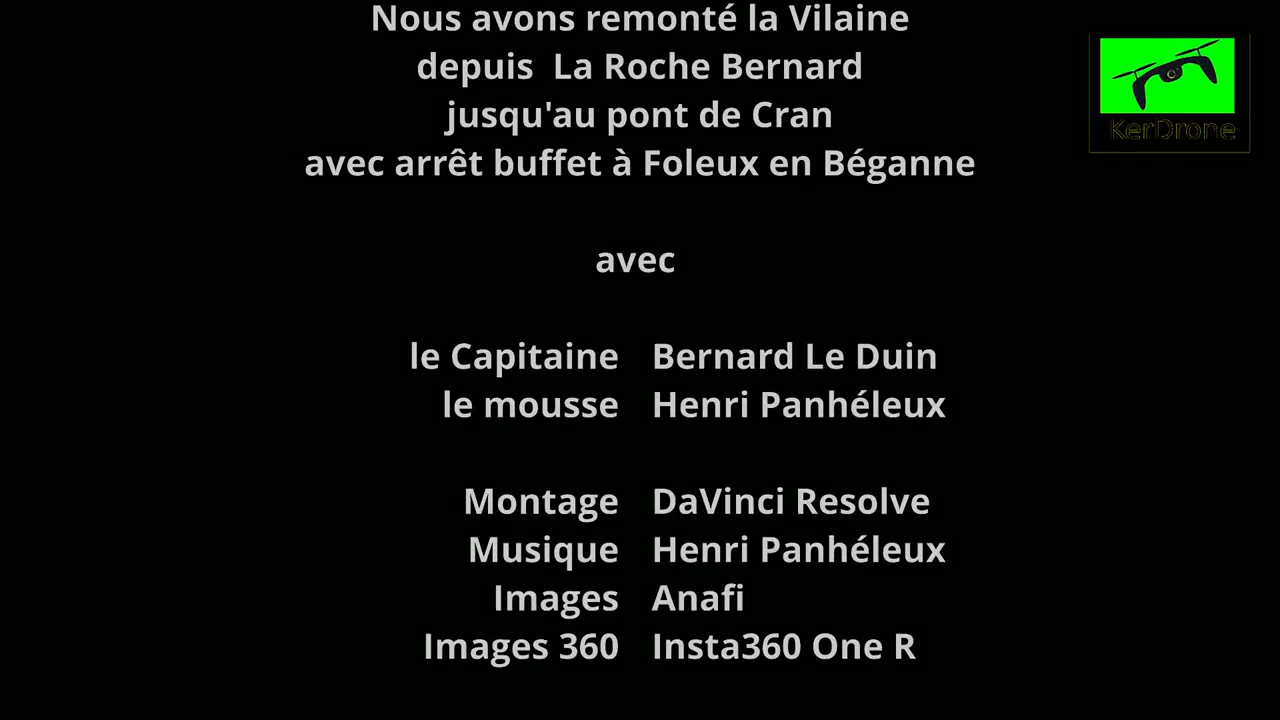 Nous avons remonté la Vilaine
depuis  La Roche Bernard
jusqu'au pont de Cran
avec arrêt buffet à Foleux en Béganne
KerDrone
avec
le Capitaine Bernard Le Duin
le mousse Henri Panhéleux
Montage DaVinci Resolve
Musique Henri Panhéleux
Images Anafi
Images 360 Insta360 One R